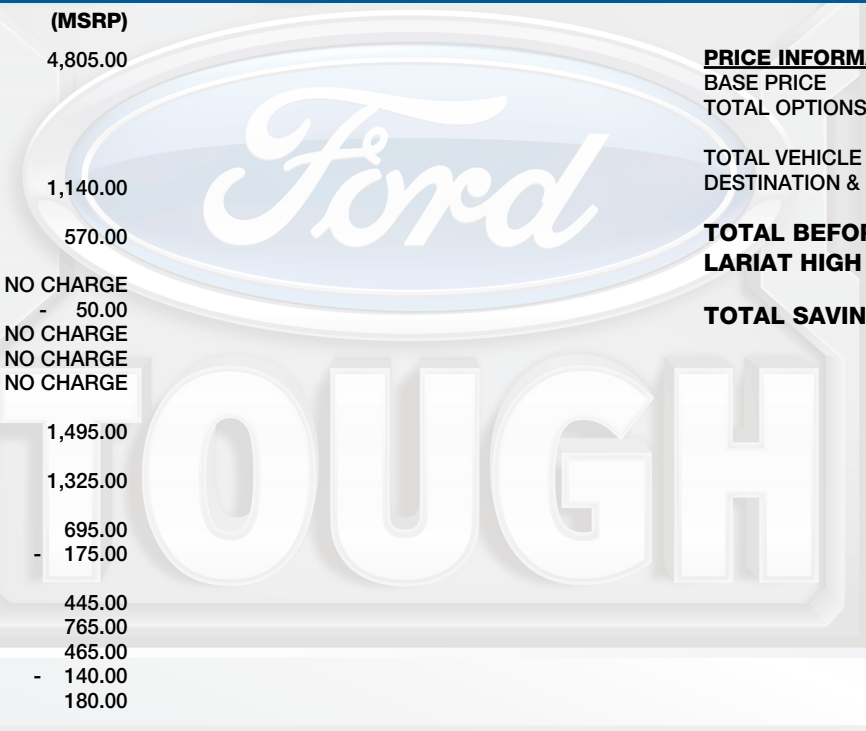 (MSRP)
4,805.00
1,140.00
570.00
NO CHARGE
- 50.00
NO CHARGE
NO CHARGE
NO CHARGE
1,495.00
1,325.00
695.00
- 175.00
445.00
765.00
465.00
- 140.00
180.00
PRICE INFORM
BASE PRICE
TOTAL OPTIONS
TOTAL VEHICLE
DESTINATION &
TOTAL BEFOR
LARIAT HIGH
TOTAL SAVIN
Ford
TOUGH